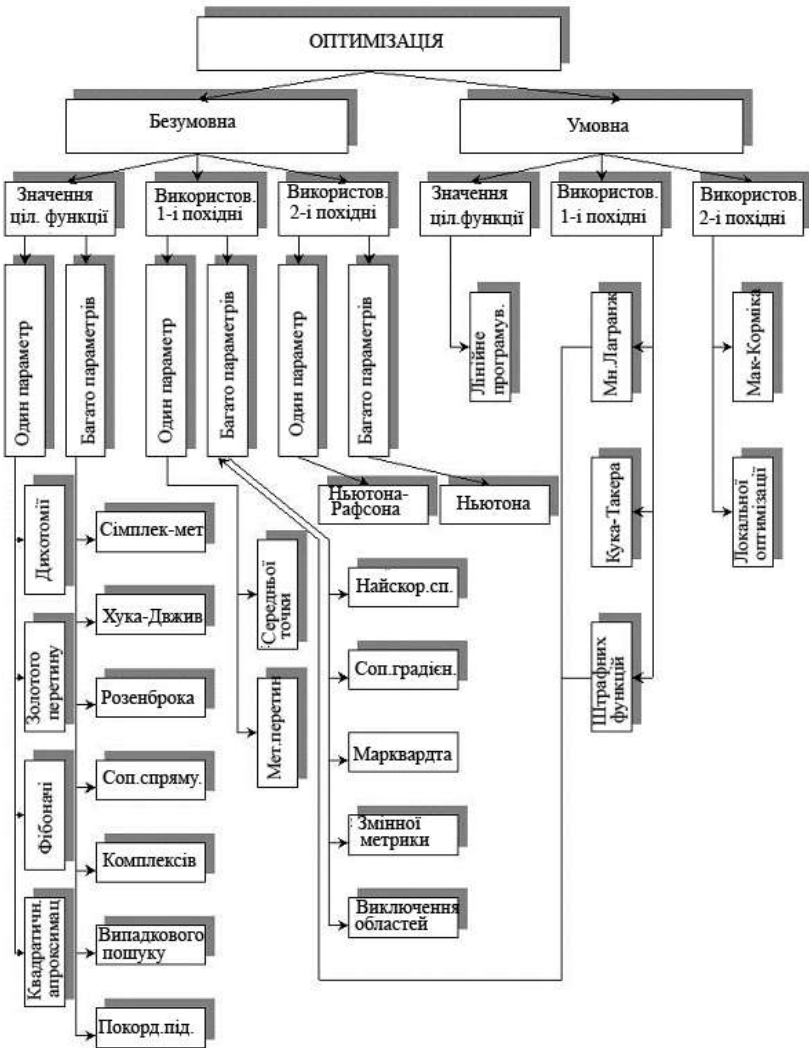 ОПТИМІЗАЦІЯ
Безумовна
Умовна
Значення
ціл. функції
Використов.
1-і похідні
Використов.
2-і похідні
Значення
ціл.функції
Використов.
1-і похідні
Використов.
2-і похідні
Один параметр
Багато параметрів
Один параметр
Багато параметрів
Один параметр
Багато параметрів
Лінійне
програмув.
Мн.Лагранж
Мак-Корміка
Ньютона-
Рафсона
Ньютона
Кука-Такера
Локальної
оптимізації
Дихотомії
Золотого
перетину
Фібоначі
Квадратичн.
апроксимац
Сімплек-мет
Хука-Двжив
Розенброка
Соп.спряму.
Комплексів
Випадкового
пошуку
Покорд.під.
Середньої
точки
Мет.перетин
Найскор.сп.
Соп.градієн.
Марквардта
Змінної
метрики
Виключення
областей
Штрафних
функцій